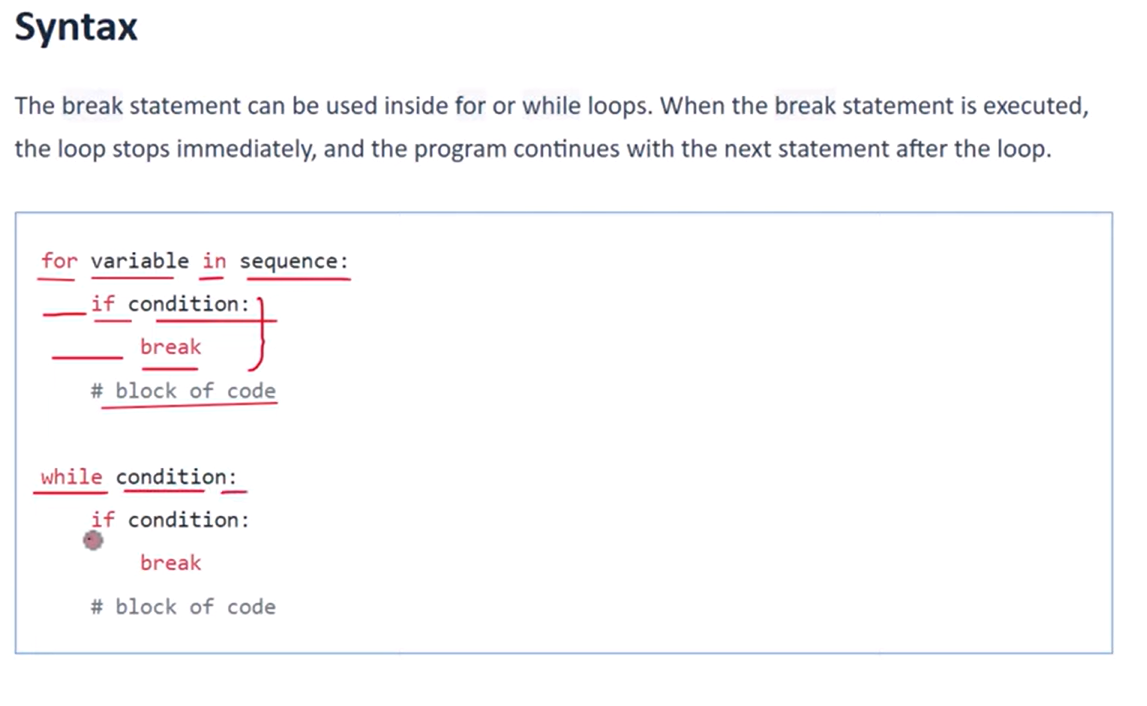 Syntax
The break statement can be used inside for or while loops. When the break statement is executed,
the loop stops immediately, and the program continues with the next statement after the loop.
for variable in sequence:
if condition:
break
# block of code
while condition:
if condition:
break
# block of code